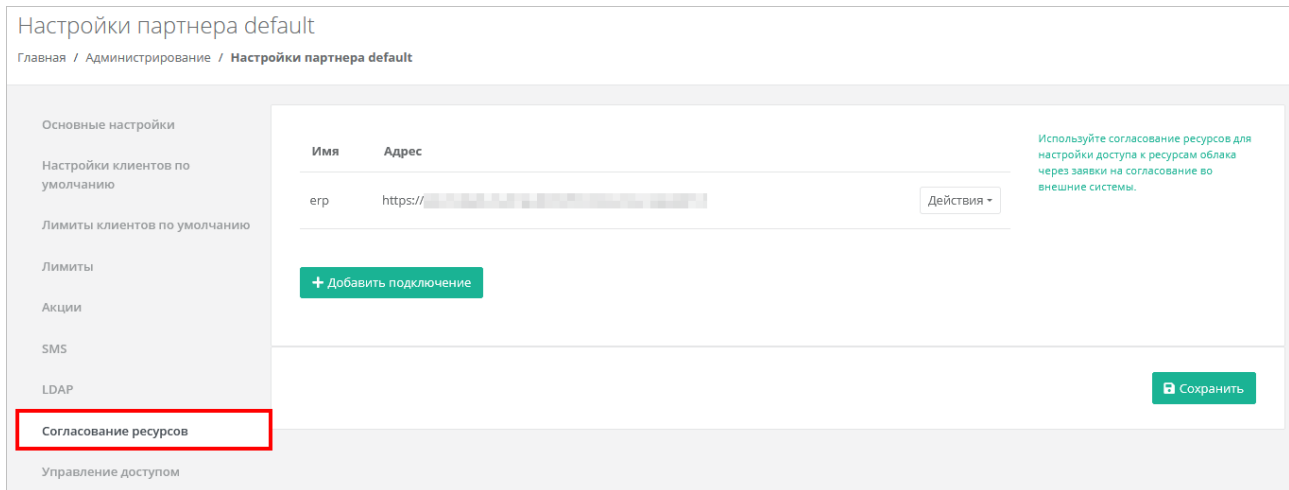 Настройки партнера default
Главная / Администрирование / Настройки партнера default
Основные настройки
Настройки клиентов по
умолчанию
Лимиты клиентов по умолчанию
Лимиты
Акции
SMS
LDAP
Согласование ресурсов
Управление доступом
Имя Адрес
erp https:// Действия
Добавить подключение
Используйте согласование ресурсов для
настройки доступа к ресурсам облака
через заявки на согласование во
внешние системы.
Сохранить